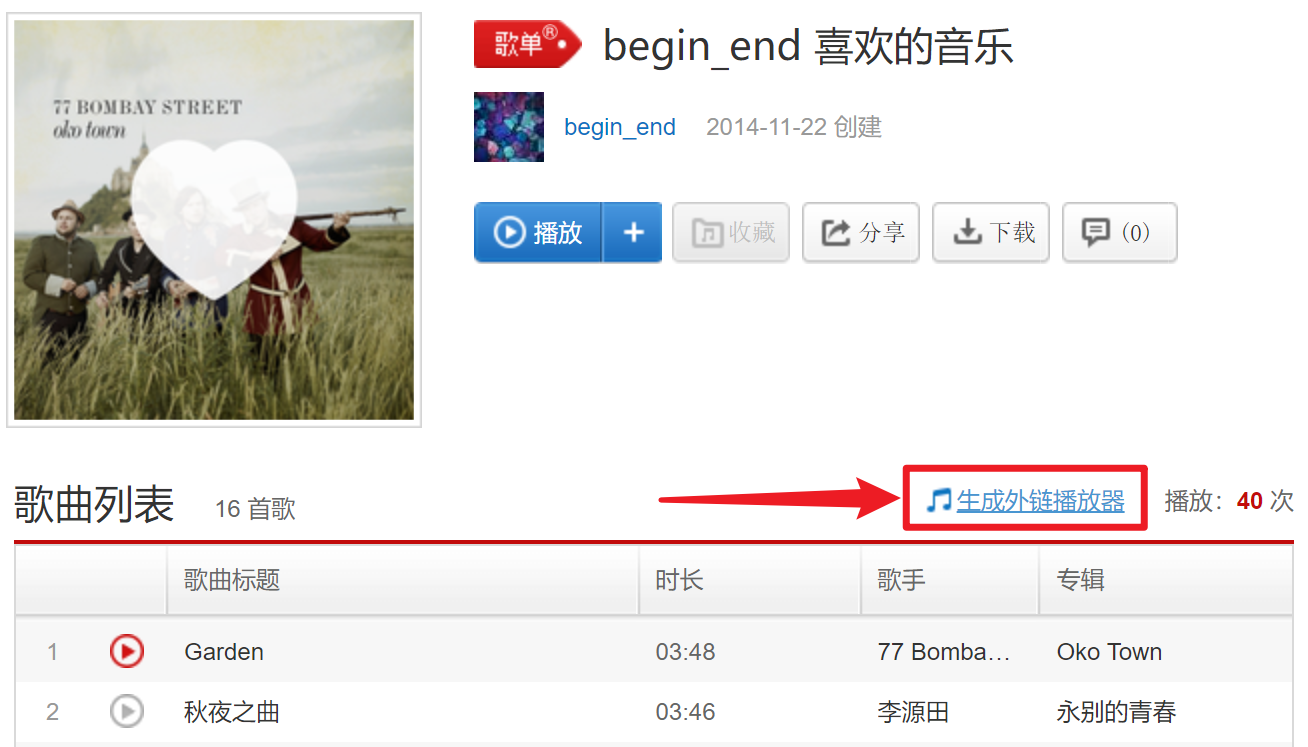 77 BOMBAY STREET
oko town
歌单®
begin_end 喜欢的音乐
begin_end 2014-11-22 创建
播放 + 收藏 分享 下载 (0)
歌曲列表 16 首歌 生成外链播放器 播放：40 次
歌曲标题 时长 歌手 专辑
1 Garden 03:48 77 Bomba... Oko Town
2 秋夜之曲 03:46 李源田 永别的青春